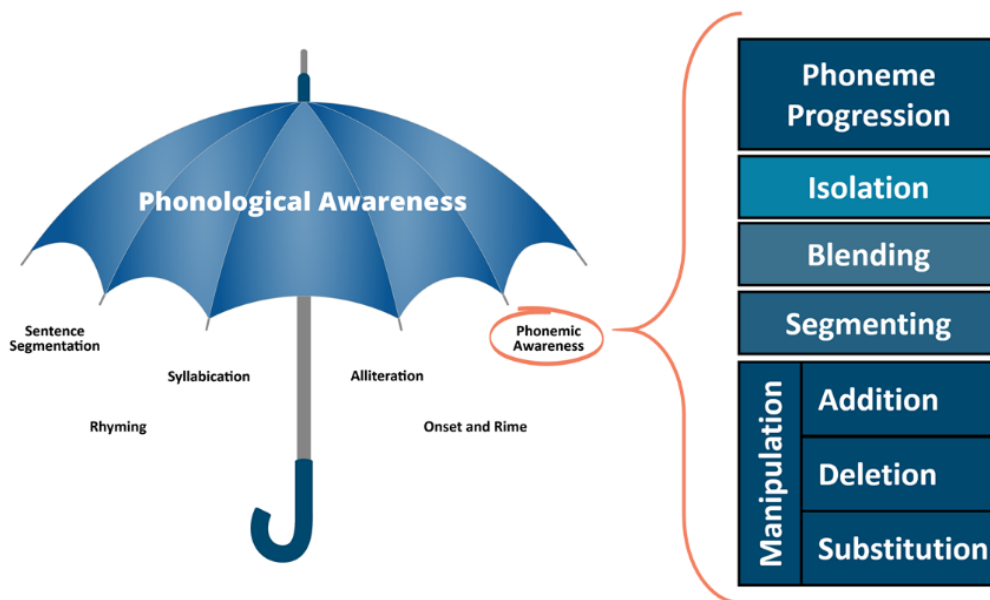 Phonological Awareness
Sentence
Segmentation
Syllabication
Rhyming
Alliteration
Onset and Rime
Phonemic
Awareness
Phoneme
Progression
Isolation
Blending
Segmenting
Manipulation
Addition
Deletion
Substitution